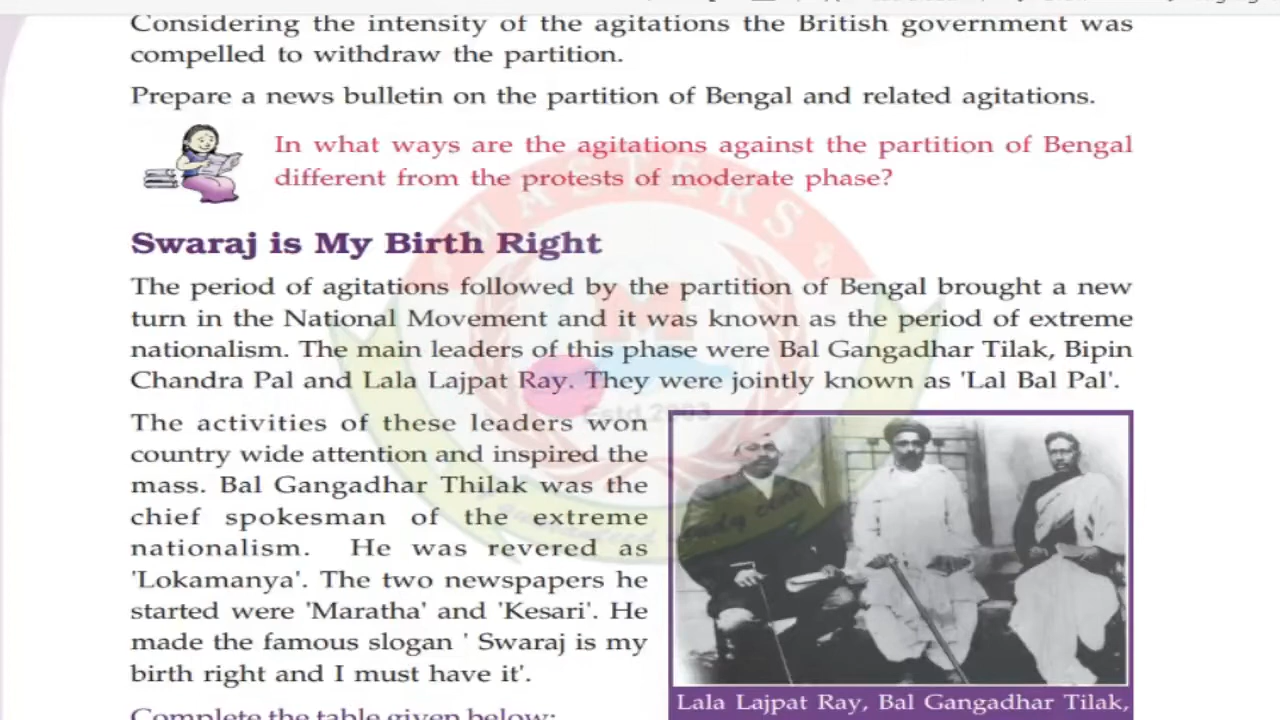 Considering the intensity of the agitations the British government was
compelled to withdraw the partition.
Prepare a news bulletin on the partition of Bengal and related agitations.
In what ways are the agitations against the partition of Bengal
different from the protests of moderate phase?
Swaraj is My Birth Right
The period of agitations followed by the partition of Bengal brought a new
turn in the National Movement and it was known as the period of extreme
nationalism. The main leaders of this phase were Bal Gangadhar Tilak, Bipin
Chandra Pal and Lala Lajpat Ray. They were jointly known as 'Lal Bal Pal'.
The activities of these leaders won
country wide attention and inspired the
mass. Bal Gangadhar Thilak was the
chief spokesman of the extreme
nationalism. He was revered as
'Lokamanya'. The two newspapers he
started were 'Maratha' and 'Kesari'. He
made the famous slogan ' Swaraj is my
birth right and I must have it'.
Complete the table given below:
Lala Lajpat Ray, Bal Gangadhar Tilak,
MASTERS
M
Estd.2003